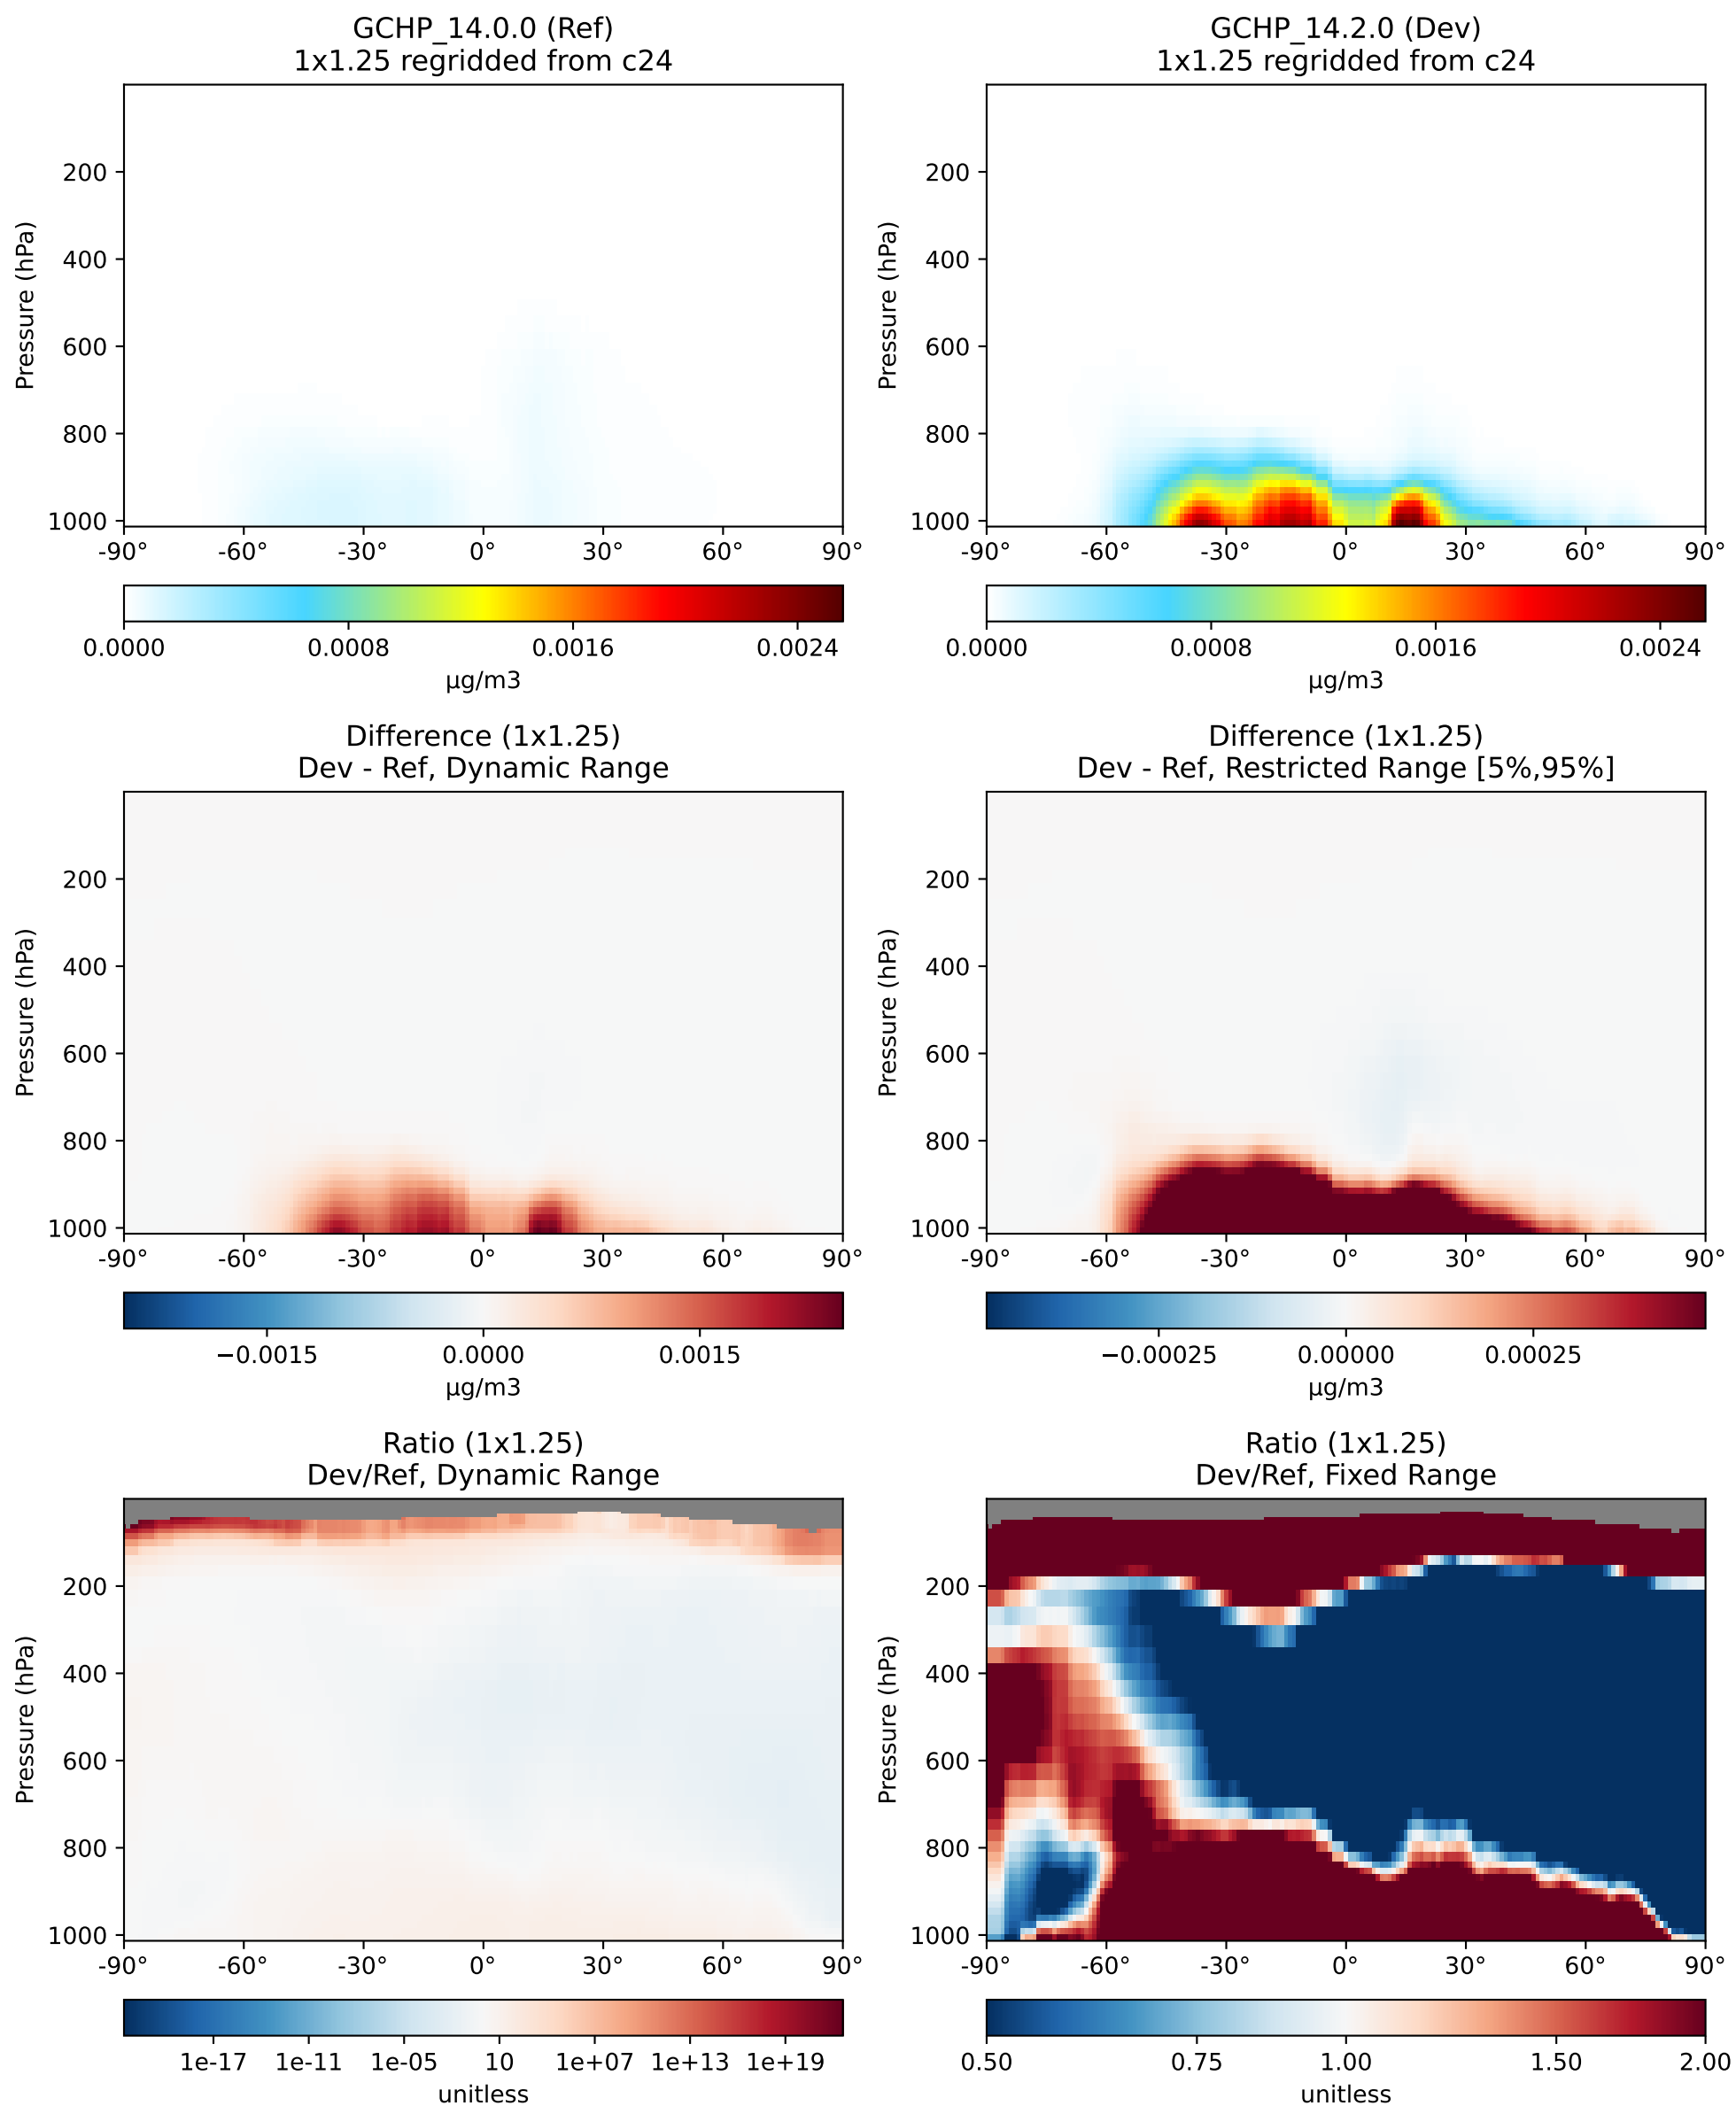 GCHP_14.0.0 (Ref)
1x1.25 regridded from c24
Pressure (hPa)
200
400
600
800
1000
-90° -60° -30° 0° 30° 60° 90°
0.0000 0.0008 0.0016 0.0024
µg/m3
GCHP_14.2.0 (Dev)
1x1.25 regridded from c24
Pressure (hPa)
200
400
600
800
1000
-90° -60° -30° 0° 30° 60° 90°
0.0000 0.0008 0.0016 0.0024
µg/m3
Difference (1x1.25)
Dev - Ref, Dynamic Range
Pressure (hPa)
200
400
600
800
1000
-90° -60° -30° 0° 30° 60° 90°
−0.0015 0.0000 0.0015
µg/m3
Difference (1x1.25)
Dev - Ref, Restricted Range [5%,95%]
Pressure (hPa)
200
400
600
800
1000
-90° -60° -30° 0° 30° 60° 90°
−0.00025 0.00000 0.00025
µg/m3
Ratio (1x1.25)
Dev/Ref, Dynamic Range
Pressure (hPa)
200
400
600
800
1000
-90° -60° -30° 0° 30° 60° 90°
1e-17 1e-11 1e-05 10 1e+07 1e+13 1e+19
unitless
Ratio (1x1.25)
Dev/Ref, Fixed Range
Pressure (hPa)
200
400
600
800
1000
-90° -60° -30° 0° 30° 60° 90°
0.50 0.75 1.00 1.50 2.00
unitless